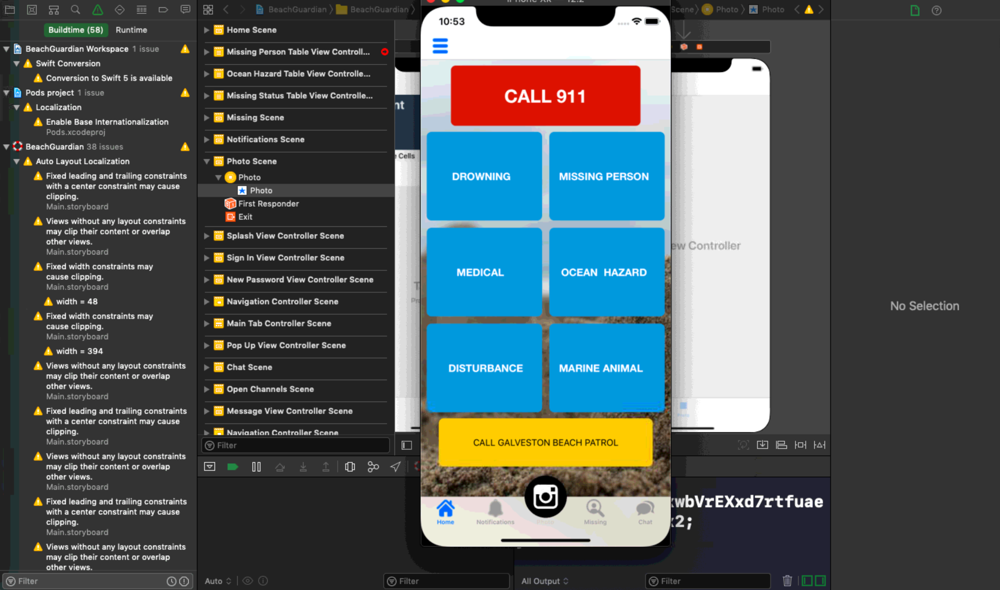 Buildtime (58) Runtime
BeachGuardian Workspace 1 issue
Swift Conversion
Conversion to Swift 5 is available
Pods project 1 issue
Localization
Enable Base Internationalization
Pods.xcodeproj
BeachGuardian 38 issues
Auto Layout Localization
Fixed leading and trailing constraints
with a center constraint may cause
clipping.
Main.storyboard
Views without any layout constraints
may clip their content or overlap
other views.
Main.storyboard
Fixed width constraints may
cause clipping.
Main.storyboard
width = 48
Fixed width constraints may
cause clipping.
Main.storyboard
width = 394
Views without any layout constraints
may clip their content or overlap
other views.
Main.storyboard
Fixed leading and trailing constraints
with a center constraint may cause
clipping.
Main.storyboard
Views without any layout constraints
may clip their content or overlap
other views.
Main.storyboard
Fixed leading and trailing constraints
with a center constraint may cause
clipping.
Main.storyboard
Views without any layout constraints
may clip their content or overlap
other views.
Filter
BeachGuardian BeachGuardian
Home Scene
Missing Person Table View Controll...
Ocean Hazard Table View Controlle...
Missing Status Table View Controlle...
Missing Scene
Notifications Scene
Photo Scene
Photo
Photo
First Responder
Exit
Splash View Controller Scene
Sign In View Controller Scene
New Password View Controller Scene
Navigation Controller Scene
Main Tab Controller Scene
Pop Up View Controller Scene
Chat Scene
Open Channels Scene
Message View Controller Scene
Navigation Controller Scene
Filter
Auto
Filter
nt
Cells
iPhone XR — 12.2
10:53
CALL 911
DROWNING MISSING PERSON
MEDICAL OCEAN HAZARD
DISTURBANCE MARINE ANIMAL
CALL GALVESTON BEACH PATROL
Home Notifications Photo Missing Chat
Scene Photo Photo
ew Controller
wbVrEXxd7rtfuae
2;
All Output
Filter
No Selection